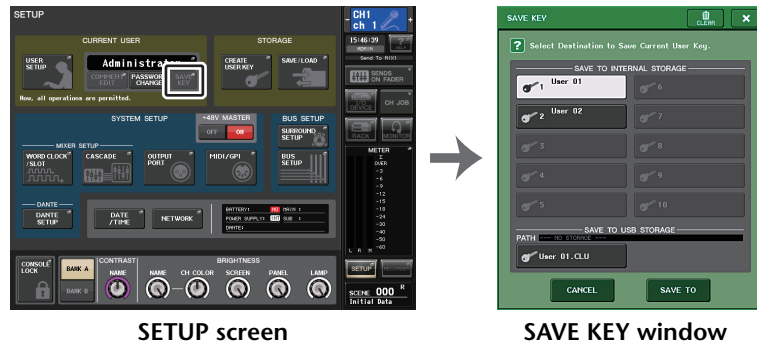 SETUP
CH1
ch 1
CURRENT USER
STORAGE
15:46:39
ADMIN
HELP
Send To MIX1
USER
SETUP
Administrator
COMMENT
EDIT
PASSWORD
CHANGE
SAVE
KEY
CREATE
USER KEY
SAVE/LOAD
Now, all operations
are permitted.
SENDS
ON FADER
DEVICE
CH JOB
RACK
MONITOR
SYSTEM SETUP
+48V MASTER
OFF
ON
BUS SETUP
SURROUND
SETUP
MIXER
SETUP
WORD CLOCK
/SLOT
CASCADE
OUTPUT
PORT
MIDI/GPI
BUS
SETUP
METER
Σ
OVER
-3
-6
-9
-12
-15
-18
-24
-30
-40
-50
-60
L R M
DANTE
DANTE
SETUP
DATE
/TIME
NETWORK
BATTERY: NO MAIN :
POWER SUPPLY: INT SUB :
DANTE:
CONSOLE
LOCK
BANK A
BANK B
CONTRAST
NAME
BRIGHTNESS
NAME
CH COLOR
SCREEN
PANEL
LAMP
SETUP
RECORDER
SCENE 000 R
Initial Data
SETUP screen
SAVE KEY
CLEAR
×
? Select Destination to Save Current User Key.
SAVE TO INTERNAL STORAGE
1 User 01
6
2 User 02
7
3
8
4
9
5
10
SAVE TO USB STORAGE
PATH --- NO STORAGE ---
User 01.CLU
CANCEL
SAVE TO
SAVE KEY window